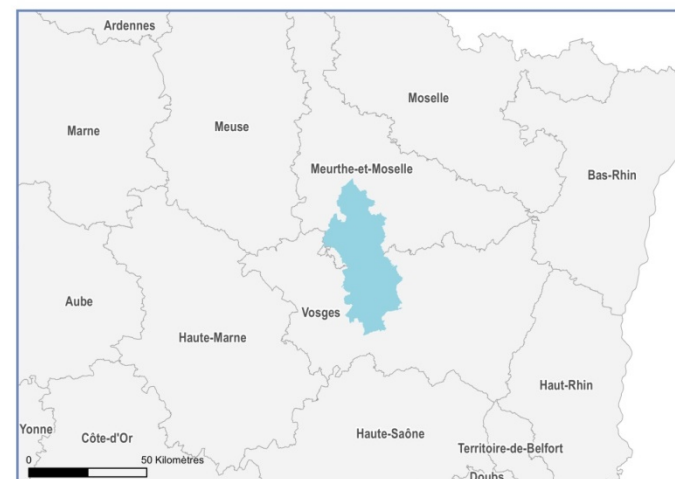 Ardennes
Moselle
Marne
Meuse
Meurthe-et-Moselle
Bas-Rhin
Aube
Vosges
Haute-Marne
Haut-Rhin
Yonne
Côte-d'Or
Haute-Saône
Territoire-de-Belfort
Doubs
0
50 Kilomètres